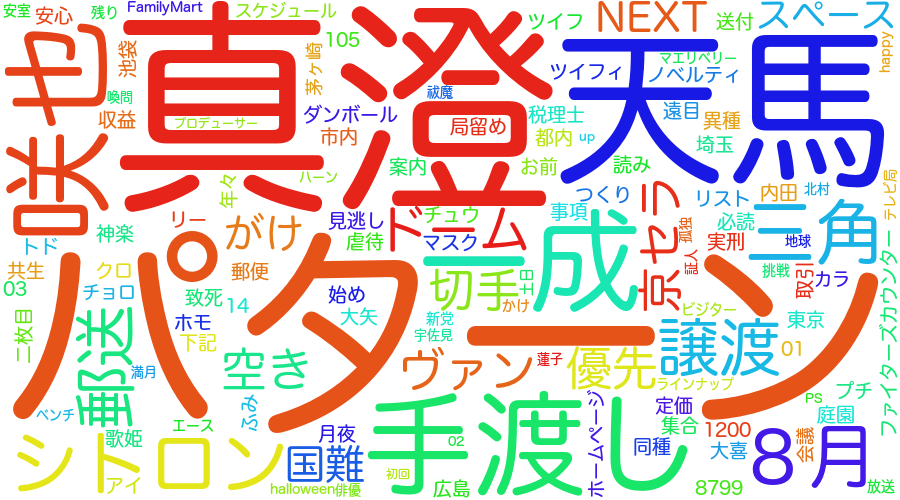 安室
安心
残り
FamilyMart
スケジュール
NEXT
送付
スペース
真澄
天馬
咲也
池袋
105
茅ヶ崎
ツイフ
マエリベリー
happy
喚問
収益
プロデューサー
ダンボール
祓魔
局留め
ツイフィ
ノベルティ
税理士
遠目
異種
市内
都内
up
埼玉
案内
お前
読み
年々
ハーン
つくり
リスト
内田
北村
テレビ局
リー
がけ
見逃し
ドーム
チュウ
事項
京セラ
必読
三角
トド
神楽
虐待
マスク
孤独
実刑
地球
共生
クロ
郵便
二成
証人
挑戦
取引
カラ
03
チョロ
致死
14
始め
切手
土日
かけ
ビジター
パターン
ファイターズカウンター
二枚目
郵送
ホモ
大矢
新党
東京
下記
宇佐見
譲渡
01
満月
空き
ヴァン
蓮子
優先
ラインナップ
プチ
ベンチ
ふみ
手渡し
ホームページ
定価
PS
庭園
歌姫
エース
月夜
02
集合
1200
会議
シトロン
国難
同種
大喜
8月
アイ
halloween
俳優
初回
広島
8799
放送